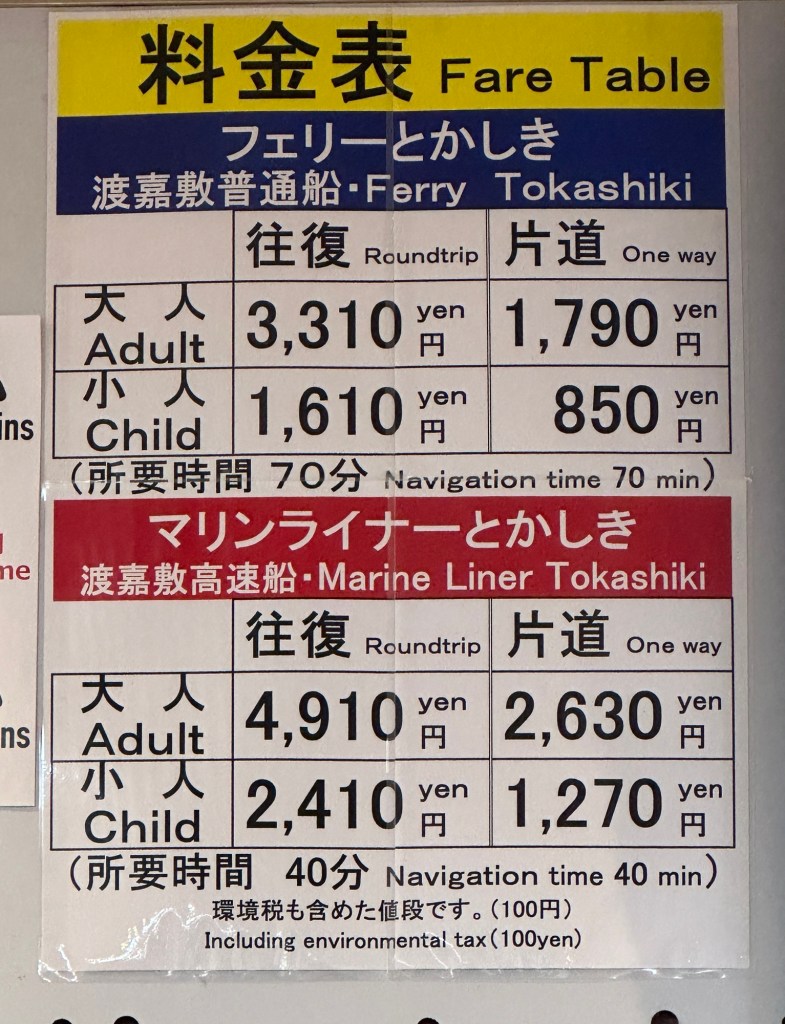 料金表 Fare Table
フェリーとかしき
渡嘉敷普通船・Ferry Tokashiki
往復 Roundtrip 片道 One way
大人 3,310 yen 1,790 yen
Adult 円 円
小人 1,610 yen 850 yen
Child 円 円
(所要時間 70分 Navigation time 70 min)
マリンライナーとかしき
渡嘉敷高速船・Marine Liner Tokashiki
往復 Roundtrip 片道 One way
大人 4,910 yen 2,630 yen
Adult 円 円
小人 2,410 yen 1,270 yen
Child 円 円
(所要時間 40分 Navigation time 40 min)
環境税も含めた値段です。(100円)
Including environmental tax(100yen)